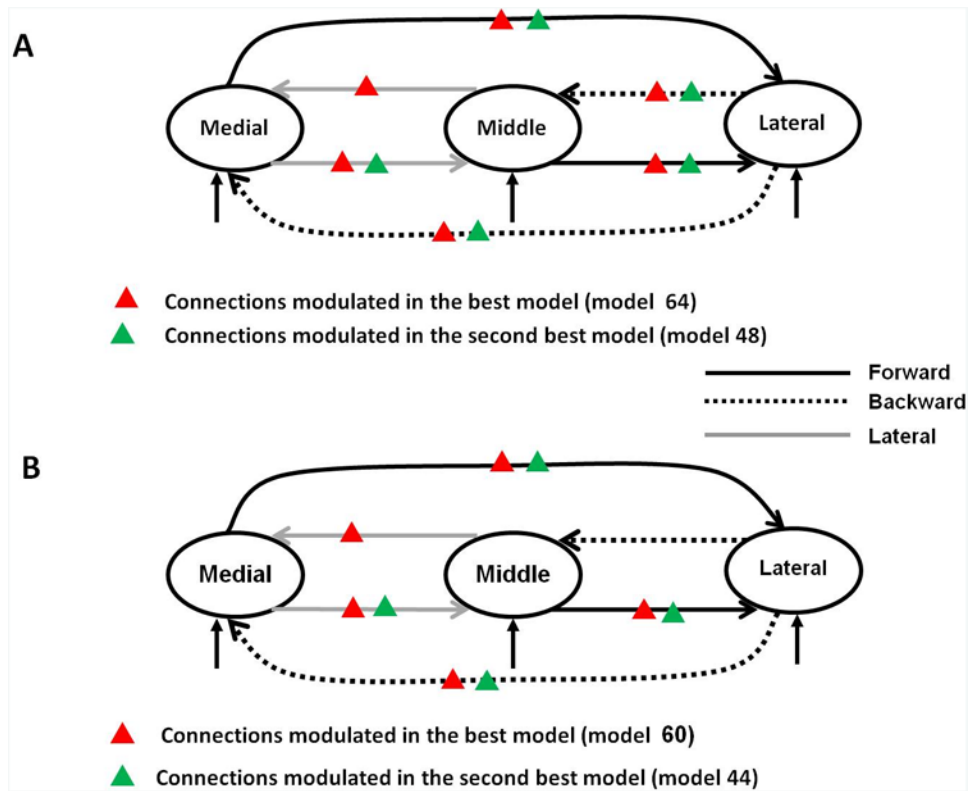 A
Medial
Middle
Lateral
Connections modulated in the best model (model 64)
Connections modulated in the second best model (model 48)
Forward
Backward
Lateral
B
Medial
Middle
Lateral
Connections modulated in the best model (model 60)
Connections modulated in the second best model (model 44)